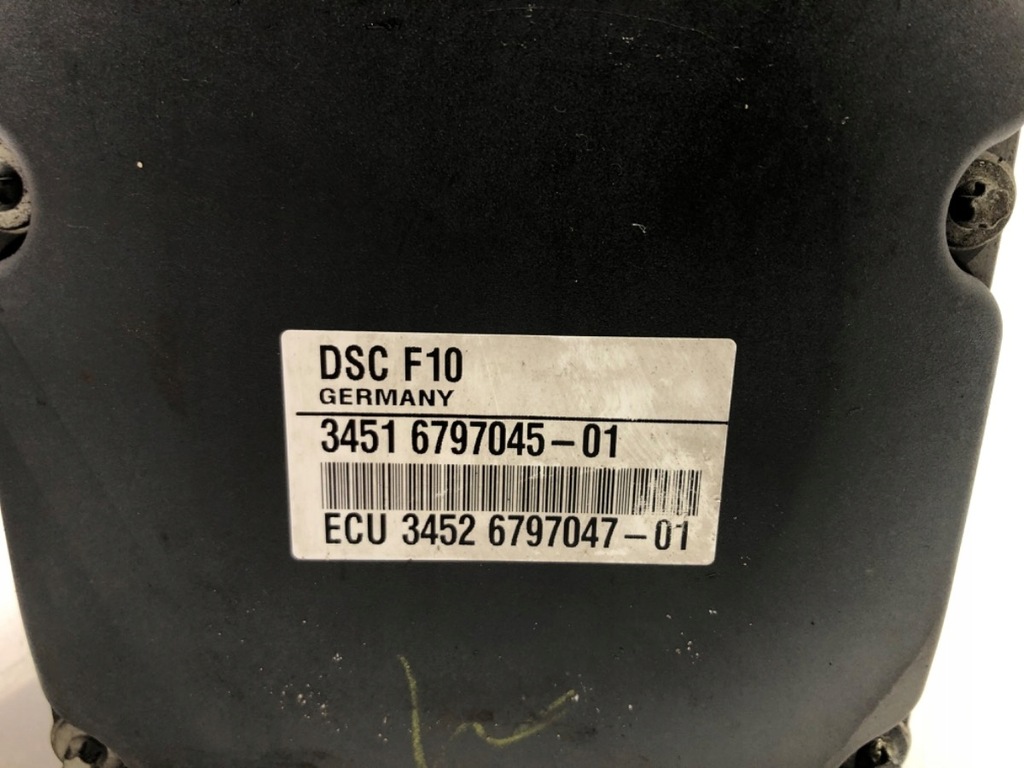 DSC F10
GERMANY
3451 6797045-01
ECU 3452 6797047-01